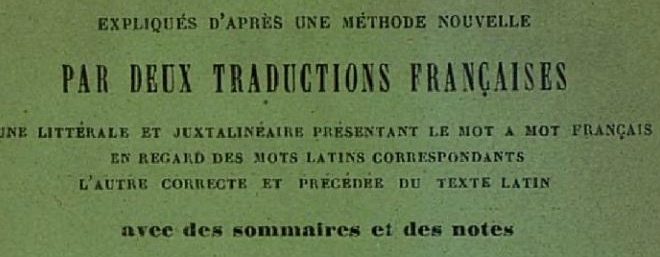 EXPLIQUÉS D'APRÈS UNE MÉTHODE NOUVELLE
PAR DEUX TRADUCTIONS FRANÇAISES
UNE LITTÉRALE ET JUXTALINÉAIRE PRÉSENTANT LE MOT A MOT FRANÇAIS
EN REGARD DES MOTS LATINS CORRESPONDANTS
L'AUTRE CORRECTE ET PRÉCÉDÉE DU TEXTE LATIN
avec des sommaires et des notes